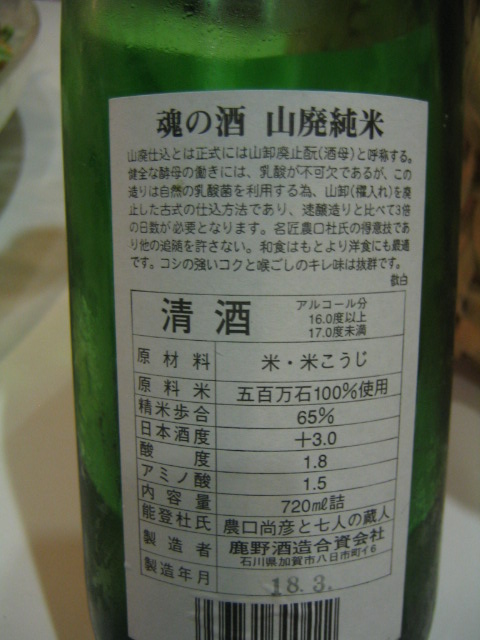 魂の酒 山廃純米
山廃仕込とは正式には山卸廃止酛(酒母)と呼称する。
健全な酵母の働きには、乳酸が不可欠であるが、この
造りは自然の乳酸菌を利用する為、山卸(櫂入れ)を廃
止した古式の仕込方法であり、速醸造りと比べて3倍
の日数が必要となります。名匠農口杜氏の得意技であ
り他の追随を許さない。和食はもとより洋食にも最適
です。コシの強いコクと喉ごしのキレ味は抜群です。
敬白
清酒 アルコール分
16.0度以上
17.0度未満
原材料 米・米こうじ
原料米 五百万石100%使用
精米歩合 65%
日本酒度 +3.0
酸度 1.8
アミノ酸 1.5
内容量 720mℓ詰
能登杜氏 農口尚彦と七人の蔵人
製造者 鹿野酒造合資会社
石川県加賀市八日市町イ6
製造年月 18.3.